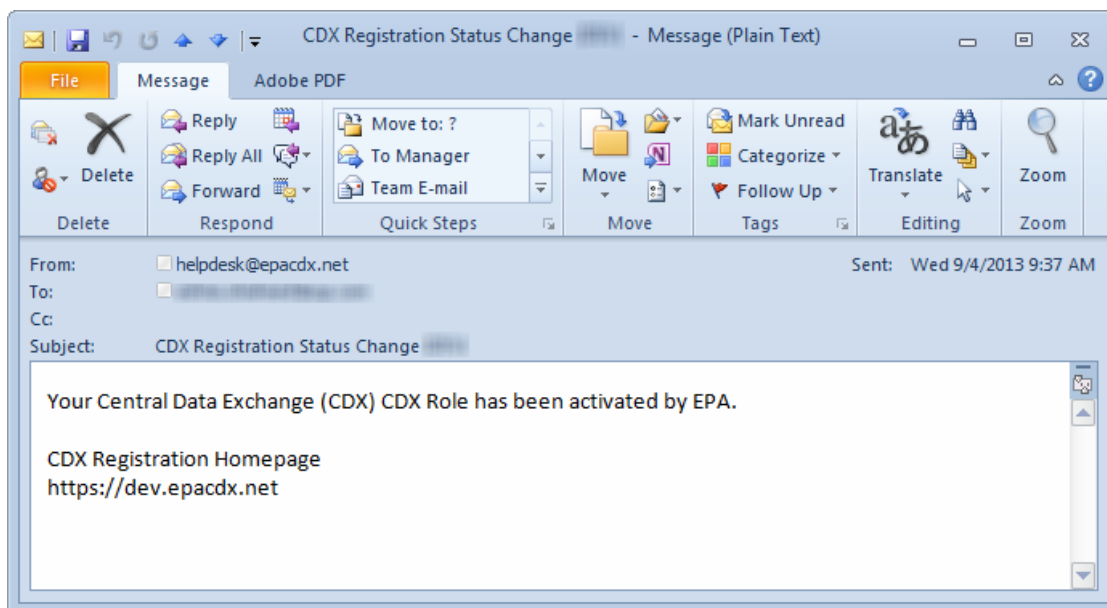 CDX Registration Status Change - Message (Plain Text)
File Message Adobe PDF
Delete
Reply
Reply All
Forward
Move to: ?
To Manager
Team E-mail
Move
Mark Unread
Categorize
Follow Up
Translate
Zoom
Delete Respond Quick Steps Move Tags Editing Zoom
From: helpdesk@epacdx.net Sent: Wed 9/4/2013 9:37 AM
To:
Cc:
Subject: CDX Registration Status Change
Your Central Data Exchange (CDX) CDX Role has been activated by EPA.
CDX Registration Homepage
https://dev.epacdx.net